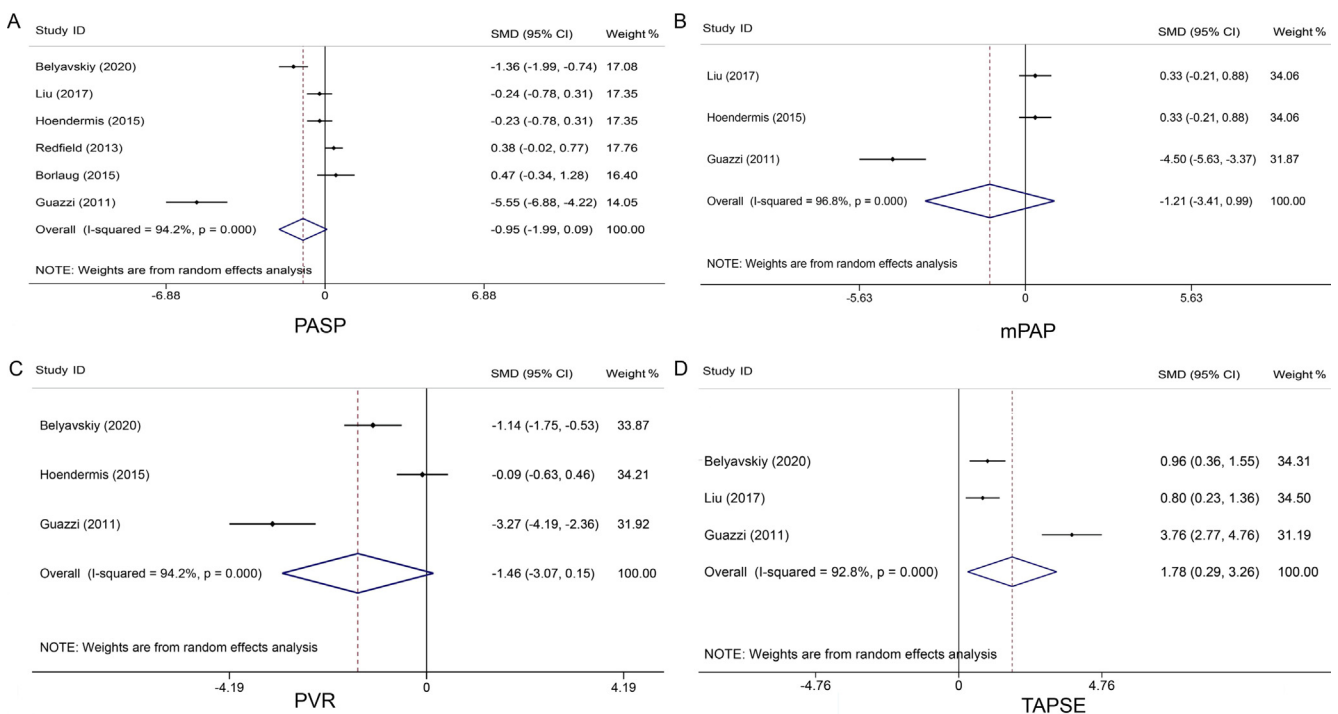 A
Study ID SMD (95% CI) Weight %
Belyavskiy (2020) -1.36 (-1.99, -0.74) 17.08
Liu (2017) -0.24 (-0.78, 0.31) 17.35
Hoendermis (2015) -0.23 (-0.78, 0.31) 17.35
Redfield (2013) 0.38 (-0.02, 0.77) 17.76
Borlaug (2015) 0.47 (-0.34, 1.28) 16.40
Guazzi (2011) -5.55 (-6.88, -4.22) 14.05
Overall (I-squared = 94.2%, p = 0.000) -0.95 (-1.99, 0.09) 100.00
NOTE: Weights are from random effects analysis
-6.88 0 6.88
PASP
B
Study ID SMD (95% CI) Weight %
Liu (2017) 0.33 (-0.21, 0.88) 34.06
Hoendermis (2015) 0.33 (-0.21, 0.88) 34.06
Guazzi (2011) -4.50 (-5.63, -3.37) 31.87
Overall (I-squared = 96.8%, p = 0.000) -1.21 (-3.41, 0.99) 100.00
NOTE: Weights are from random effects analysis
-5.63 0 5.63
mPAP
C
Study ID SMD (95% CI) Weight %
Belyavskiy (2020) -1.14 (-1.75, -0.53) 33.87
Hoendermis (2015) -0.09 (-0.63, 0.46) 34.21
Guazzi (2011) -3.27 (-4.19, -2.36) 31.92
Overall (I-squared = 94.2%, p = 0.000) -1.46 (-3.07, 0.15) 100.00
NOTE: Weights are from random effects analysis
-4.19 0 4.19
PVR
D
Study ID SMD (95% CI) Weight %
Belyavskiy (2020) 0.96 (0.36, 1.55) 34.31
Liu (2017) 0.80 (0.23, 1.36) 34.50
Guazzi (2011) 3.76 (2.77, 4.76) 31.19
Overall (I-squared = 92.8%, p = 0.000) 1.78 (0.29, 3.26) 100.00
NOTE: Weights are from random effects analysis
-4.76 0 4.76
TAPSE